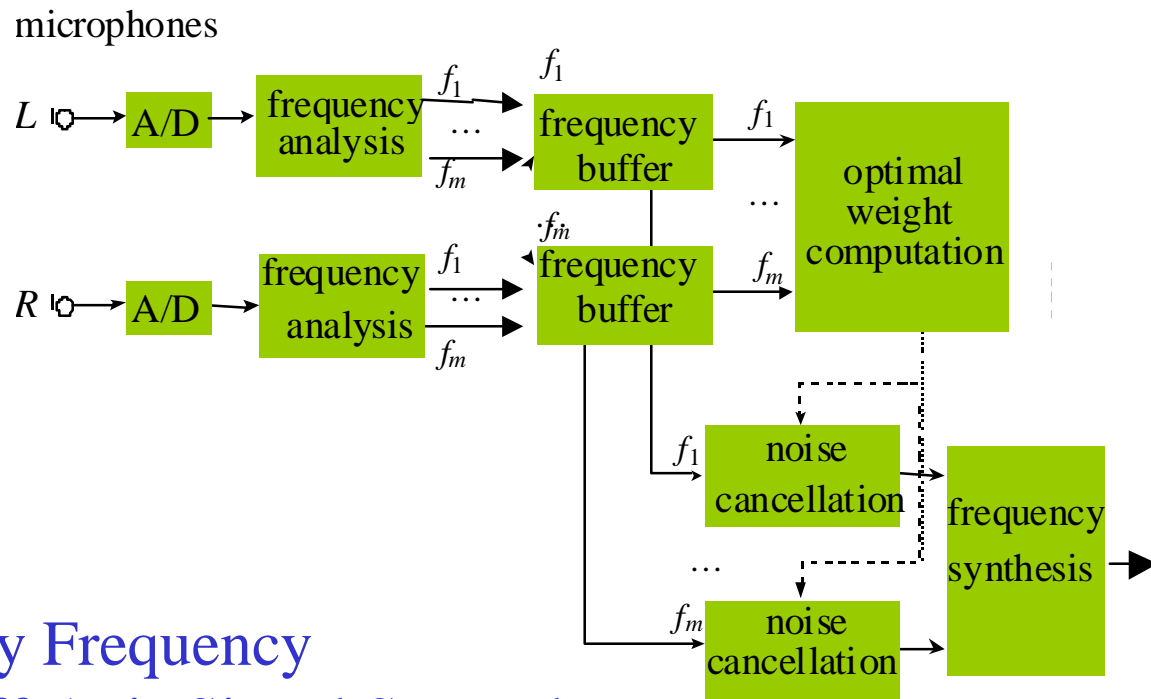 microphones
L
A/D
frequency
analysis
f1
...
fm
f1
frequency
buffer
f1
...
fm
optimal
weight
computation
R
A/D
frequency
analysis
f1
...
fm
fm
frequency
buffer
f1
noise
cancellation
...
fm
noise
cancellation
frequency
synthesis
y Frequency